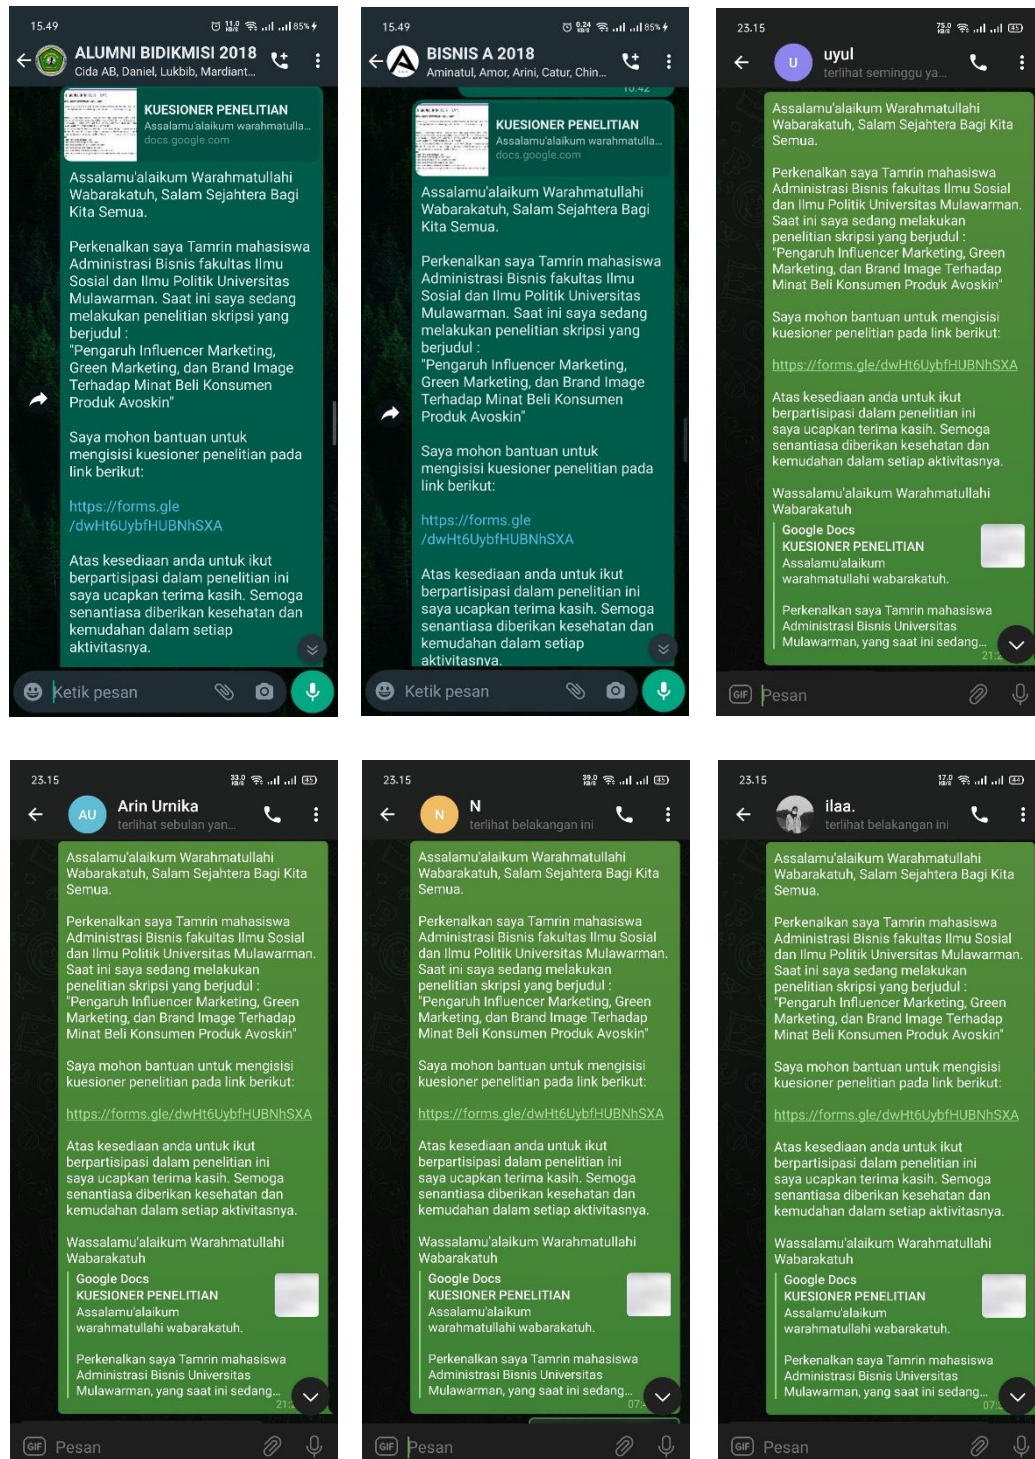 15.49
11.0 KB/S
85%
ALUMNI BIDIKMISI 2018
Cida AB, Daniel, Lukbib, Mardiant...
KUESIONER PENELITIAN
Assalamu'alaikum warahmatulla...
docs.google.com
Assalamu'alaikum Warahmatullahi
Wabarakatuh, Salam Sejahtera Bagi
Kita Semua.
Perkenalkan saya Tamrin mahasiswa
Administrasi Bisnis fakultas Ilmu
Sosial dan Ilmu Politik Universitas
Mulawarman. Saat ini saya sedang
melakukan penelitian skripsi yang
berjudul :
"Pengaruh Influencer Marketing,
Green Marketing, dan Brand Image
Terhadap Minat Beli Konsumen
Produk Avoskin"
Saya mohon bantuan untuk
mengisisi kuesioner penelitian pada
link berikut:
https://forms.gle
/dwHt6UybfHUBNhSXA
Atas kesediaan anda untuk ikut
berpartisipasi dalam penelitian ini
saya ucapkan terima kasih. Semoga
senantiasa diberikan kesehatan dan
kemudahan dalam setiap
aktivitasnya.
Ketik pesan
15.49
0.24 KB/S
85%
BISNIS A 2018
Aminatul, Amor, Arini, Catur, Chin...
10.42
KUESIONER PENELITIAN
Assalamu'alaikum warahmatulla...
docs.google.com
Assalamu'alaikum Warahmatullahi
Wabarakatuh, Salam Sejahtera Bagi
Kita Semua.
Perkenalkan saya Tamrin mahasiswa
Administrasi Bisnis fakultas Ilmu
Sosial dan Ilmu Politik Universitas
Mulawarman. Saat ini saya sedang
melakukan penelitian skripsi yang
berjudul :
"Pengaruh Influencer Marketing,
Green Marketing, dan Brand Image
Terhadap Minat Beli Konsumen
Produk Avoskin"
Saya mohon bantuan untuk
mengisisi kuesioner penelitian pada
link berikut:
https://forms.gle
/dwHt6UybfHUBNhSXA
Atas kesediaan anda untuk ikut
berpartisipasi dalam penelitian ini
saya ucapkan terima kasih. Semoga
senantiasa diberikan kesehatan dan
kemudahan dalam setiap
aktivitasnya.
Ketik pesan
23.15
75.0 KB/S
45
U
uyul
terlihat seminggu ya...
Assalamu'alaikum Warahmatullahi
Wabarakatuh, Salam Sejahtera Bagi Kita
Semua.
Perkenalkan saya Tamrin mahasiswa
Administrasi Bisnis fakultas Ilmu Sosial
dan Ilmu Politik Universitas Mulawarman.
Saat ini saya sedang melakukan
penelitian skripsi yang berjudul :
"Pengaruh Influencer Marketing, Green
Marketing, dan Brand Image Terhadap
Minat Beli Konsumen Produk Avoskin"
Saya mohon bantuan untuk mengisisi
kuesioner penelitian pada link berikut:
https://forms.gle/dwHt6UybfHUBNhSXA
Atas kesediaan anda untuk ikut
berpartisipasi dalam penelitian ini
saya ucapkan terima kasih. Semoga
senantiasa diberikan kesehatan dan
kemudahan dalam setiap aktivitasnya.
Wassalamu'alaikum Warahmatullahi
Wabarakatuh
Google Docs
KUESIONER PENELITIAN
Assalamu'alaikum
warahmatullahi wabarakatuh.
Perkenalkan saya Tamrin mahasiswa
Administrasi Bisnis Universitas
Mulawarman, yang saat ini sedang...
GIF
Pesan
23.15
33.0 KB/S
45
AU
Arin Urnika
terlihat sebulan yan...
Assalamu'alaikum Warahmatullahi
Wabarakatuh, Salam Sejahtera Bagi Kita
Semua.
Perkenalkan saya Tamrin mahasiswa
Administrasi Bisnis fakultas Ilmu Sosial
dan Ilmu Politik Universitas Mulawarman.
Saat ini saya sedang melakukan
penelitian skripsi yang berjudul :
"Pengaruh Influencer Marketing, Green
Marketing, dan Brand Image Terhadap
Minat Beli Konsumen Produk Avoskin"
Saya mohon bantuan untuk mengisisi
kuesioner penelitian pada link berikut:
https://forms.gle/dwHt6UybfHUBNhSXA
Atas kesediaan anda untuk ikut
berpartisipasi dalam penelitian ini
saya ucapkan terima kasih. Semoga
senantiasa diberikan kesehatan dan
kemudahan dalam setiap aktivitasnya.
Wassalamu'alaikum Warahmatullahi
Wabarakatuh
Google Docs
KUESIONER PENELITIAN
Assalamu'alaikum
warahmatullahi wabarakatuh.
Perkenalkan saya Tamrin mahasiswa
Administrasi Bisnis Universitas
Mulawarman, yang saat ini sedang...
GIF
Pesan
23.15
39.0 KB/S
45
N
N
terlihat belakangan ini
Assalamu'alaikum Warahmatullahi
Wabarakatuh, Salam Sejahtera Bagi Kita
Semua.
Perkenalkan saya Tamrin mahasiswa
Administrasi Bisnis fakultas Ilmu Sosial
dan Ilmu Politik Universitas Mulawarman.
Saat ini saya sedang melakukan
penelitian skripsi yang berjudul :
"Pengaruh Influencer Marketing, Green
Marketing, dan Brand Image Terhadap
Minat Beli Konsumen Produk Avoskin"
Saya mohon bantuan untuk mengisisi
kuesioner penelitian pada link berikut:
https://forms.gle/dwHt6UybfHUBNhSXA
Atas kesediaan anda untuk ikut
berpartisipasi dalam penelitian ini
saya ucapkan terima kasih. Semoga
senantiasa diberikan kesehatan dan
kemudahan dalam setiap aktivitasnya.
Wassalamu'alaikum Warahmatullahi
Wabarakatuh
Google Docs
KUESIONER PENELITIAN
Assalamu'alaikum
warahmatullahi wabarakatuh.
Perkenalkan saya Tamrin mahasiswa
Administrasi Bisnis Universitas
Mulawarman, yang saat ini sedang...
GIF
Pesan
23.15
17.0 KB/S
44
ilaa.
terlihat belakangan ini
Assalamu'alaikum Warahmatullahi
Wabarakatuh, Salam Sejahtera Bagi Kita
Semua.
Perkenalkan saya Tamrin mahasiswa
Administrasi Bisnis fakultas Ilmu Sosial
dan Ilmu Politik Universitas Mulawarman.
Saat ini saya sedang melakukan
penelitian skripsi yang berjudul :
"Pengaruh Influencer Marketing, Green
Marketing, dan Brand Image Terhadap
Minat Beli Konsumen Produk Avoskin"
Saya mohon bantuan untuk mengisisi
kuesioner penelitian pada link berikut:
https://forms.gle/dwHt6UybfHUBNhSXA
Atas kesediaan anda untuk ikut
berpartisipasi dalam penelitian ini
saya ucapkan terima kasih. Semoga
senantiasa diberikan kesehatan dan
kemudahan dalam setiap aktivitasnya.
Wassalamu'alaikum Warahmatullahi
Wabarakatuh
Google Docs
KUESIONER PENELITIAN
Assalamu'alaikum
warahmatullahi wabarakatuh.
Perkenalkan saya Tamrin mahasiswa
Administrasi Bisnis Universitas
Mulawarman, yang saat ini sedang...
GIF
Pesan